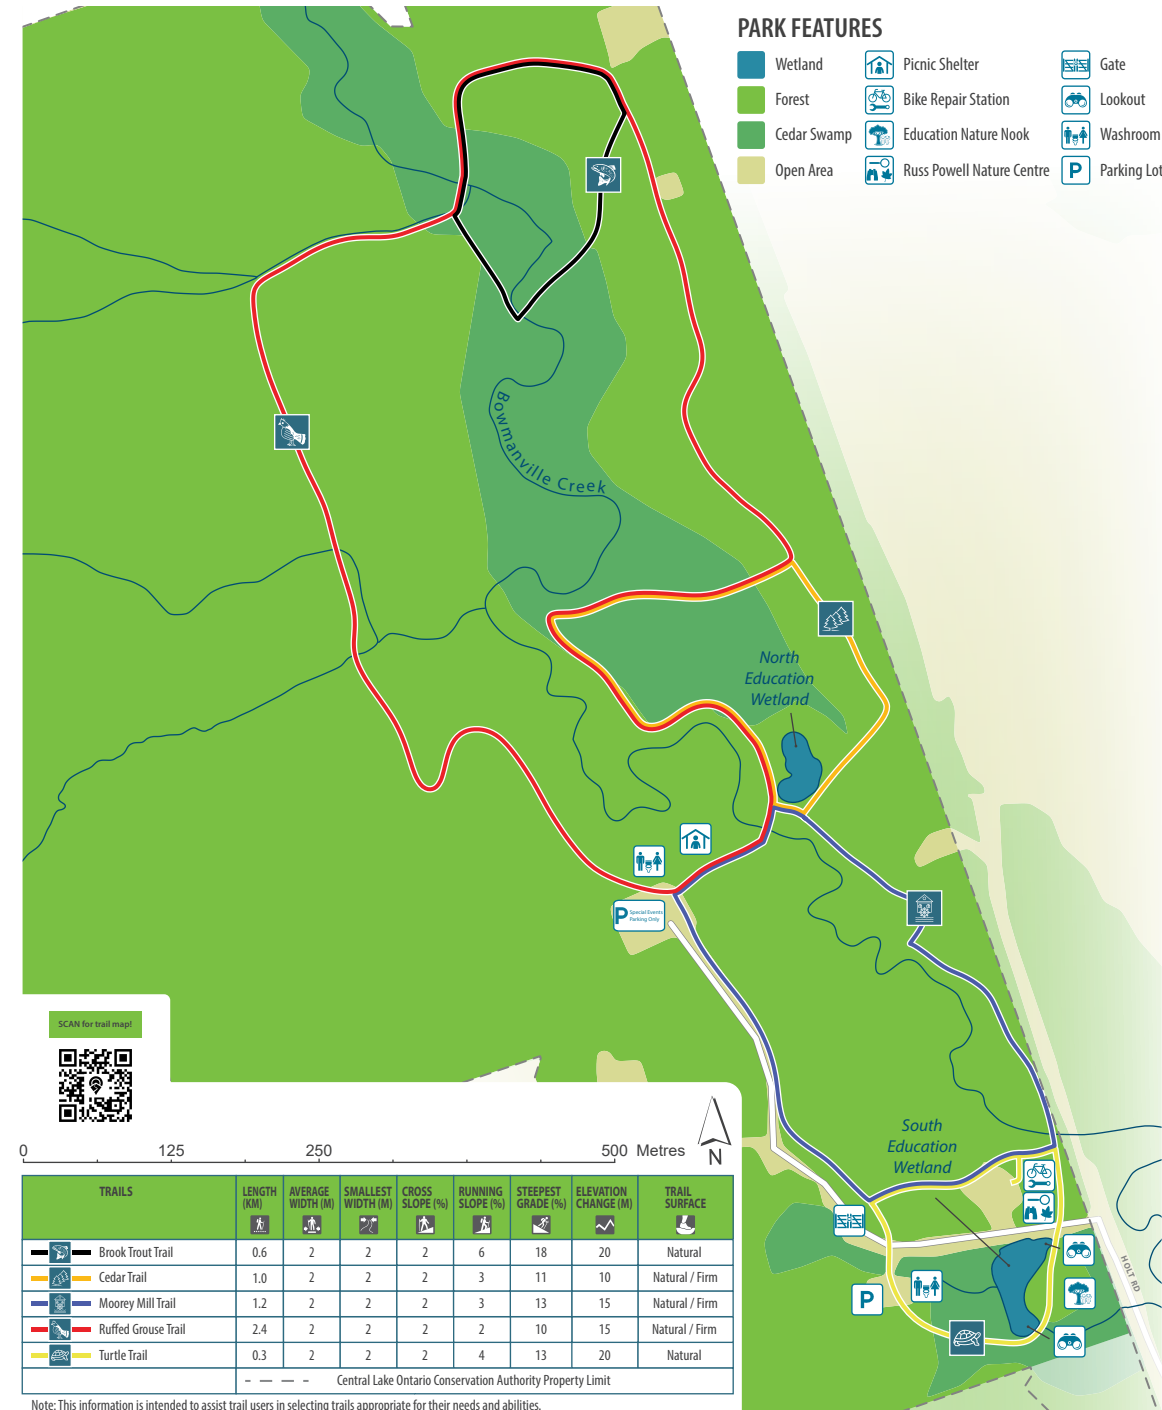 PARK FEATURES
Wetland
Forest
Cedar Swamp
Open Area
Picnic Shelter
Bike Repair Station
Education Nature Nook
Russ Powell Nature Centre
Gate
Lookout
Washroom
P
Parking Lot
Bowmanville Creek
North
Education
Wetland
P
Special Events
Parking Only
South
Education
Wetland
HOLT RD
P
SCAN for trail map!
0 125 250 500 Metres
N
TRAILS LENGTH (KM) AVERAGE WIDTH (M) SMALLEST WIDTH (M) CROSS SLOPE (%) RUNNING SLOPE (%) STEEPEST GRADE (%) ELEVATION CHANGE (M) TRAIL SURFACE
Brook Trout Trail 0.6 2 2 2 6 18 20 Natural
Cedar Trail 1.0 2 2 2 3 11 10 Natural / Firm
Moorey Mill Trail 1.2 2 2 2 3 13 15 Natural / Firm
Ruffed Grouse Trail 2.4 2 2 2 2 10 15 Natural / Firm
Turtle Trail 0.3 2 2 2 4 13 20 Natural
Central Lake Ontario Conservation Authority Property Limit
Note: This information is intended to assist trail users in selecting trails appropriate for their needs and abilities.